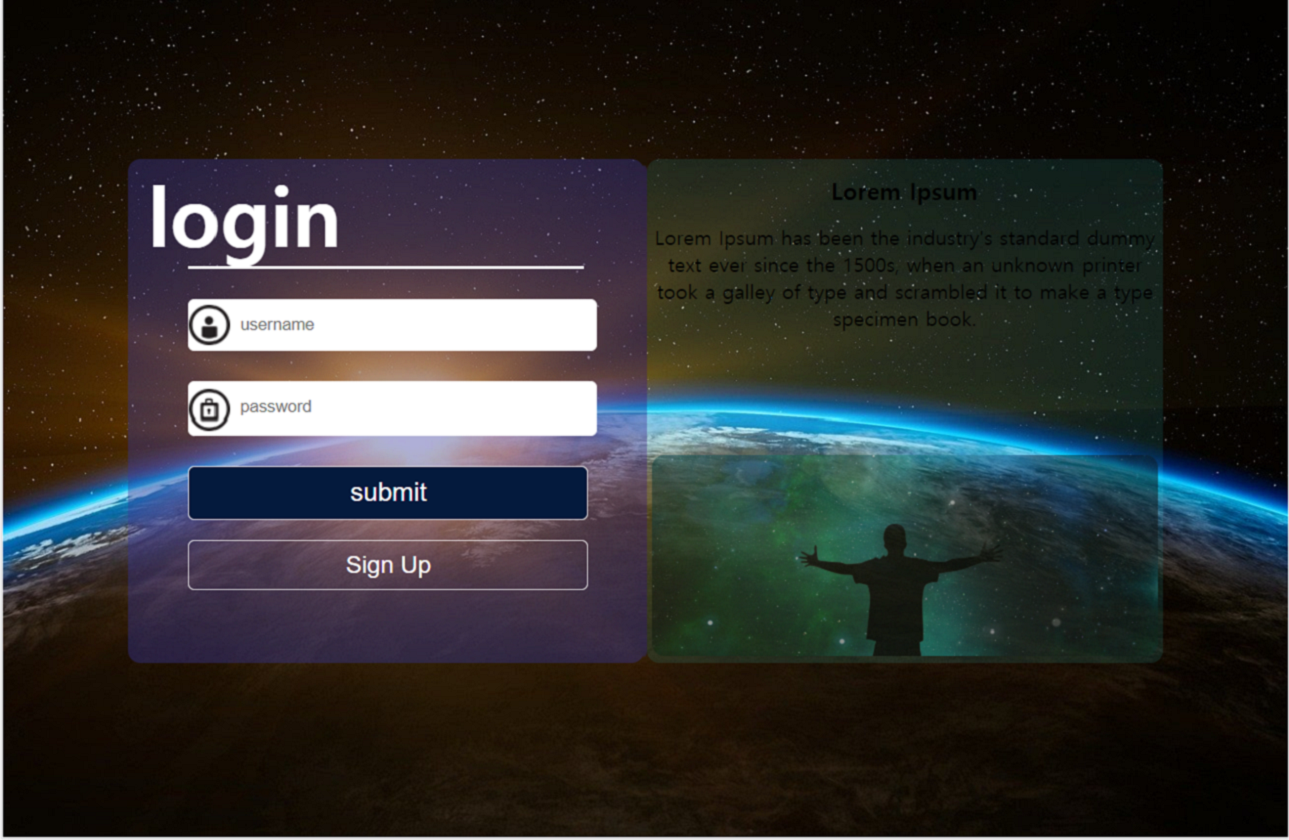 login
username
password
submit
Sign Up
Lorem Ipsum
Lorem Ipsum has been the industry's standard dummy
text ever since the 1500s, when an unknown printer
took a galley of type and scrambled it to make a type
specimen book.